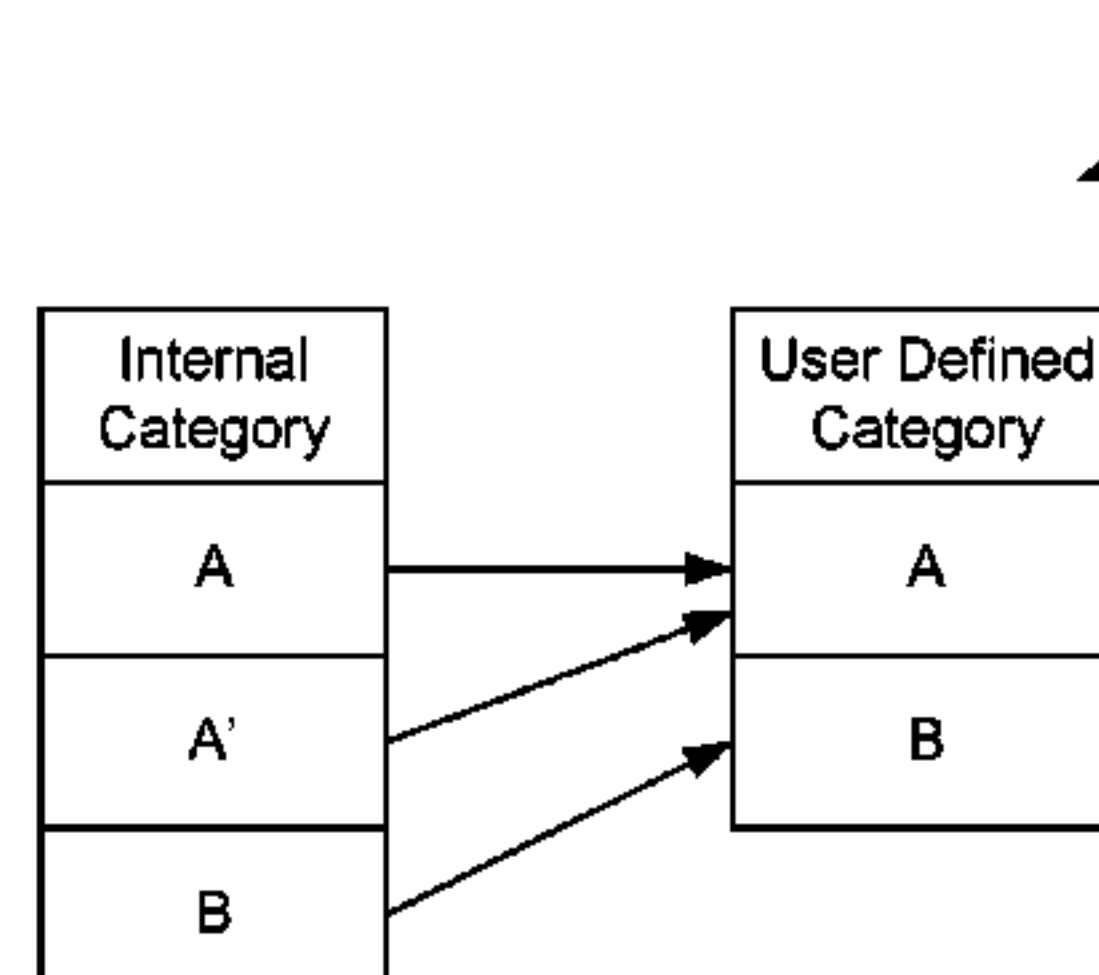 Internal
Category
User Defined
Category
A
A
A’
B
B